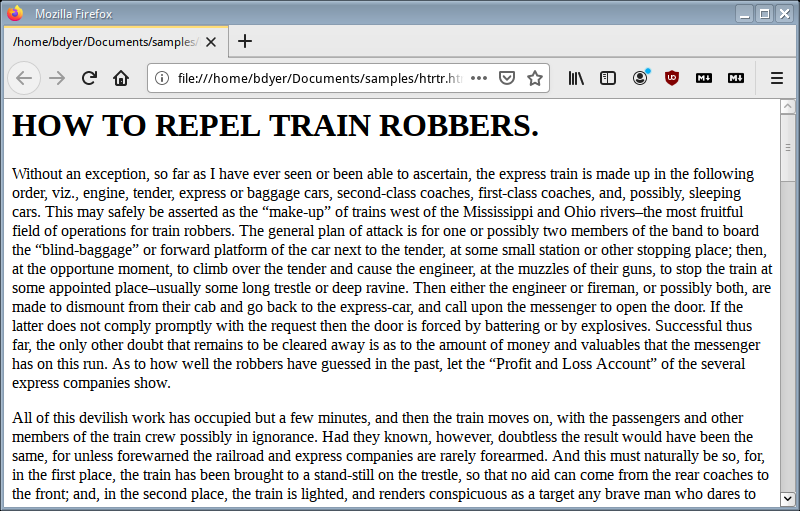 Mozilla Firefox
/home/bdyer/Documents/samples/
file:///home/bdyer/Documents/samples/htrtr.ht
HOW TO REPEL TRAIN ROBBERS.
Without an exception, so far as I have ever seen or been able to ascertain, the express train is made up in the following
order, viz., engine, tender, express or baggage cars, second-class coaches, first-class coaches, and, possibly, sleeping
cars. This may safely be asserted as the “make-up” of trains west of the Mississippi and Ohio rivers–the most fruitful
field of operations for train robbers. The general plan of attack is for one or possibly two members of the band to board
the “blind-baggage” or forward platform of the car next to the tender, at some small station or other stopping place; then,
at the opportune moment, to climb over the tender and cause the engineer, at the muzzles of their guns, to stop the train at
some appointed place–usually some long trestle or deep ravine. Then either the engineer or fireman, or possibly both, are
made to dismount from their cab and go back to the express-car, and call upon the messenger to open the door. If the
latter does not comply promptly with the request then the door is forced by battering or by explosives. Successful thus
far, the only other doubt that remains to be cleared away is as to the amount of money and valuables that the messenger
has on this run. As to how well the robbers have guessed in the past, let the “Profit and Loss Account” of the several
express companies show.
All of this devilish work has occupied but a few minutes, and then the train moves on, with the passengers and other
members of the train crew possibly in ignorance. Had they known, however, doubtless the result would have been the
same, for unless forewarned the railroad and express companies are rarely forearmed. And this must naturally be so, for,
in the first place, the train has been brought to a stand-still on the trestle, so that no aid can come from the rear coaches to
the front; and, in the second place, the train is lighted, and renders conspicuous as a target any brave man who dares to